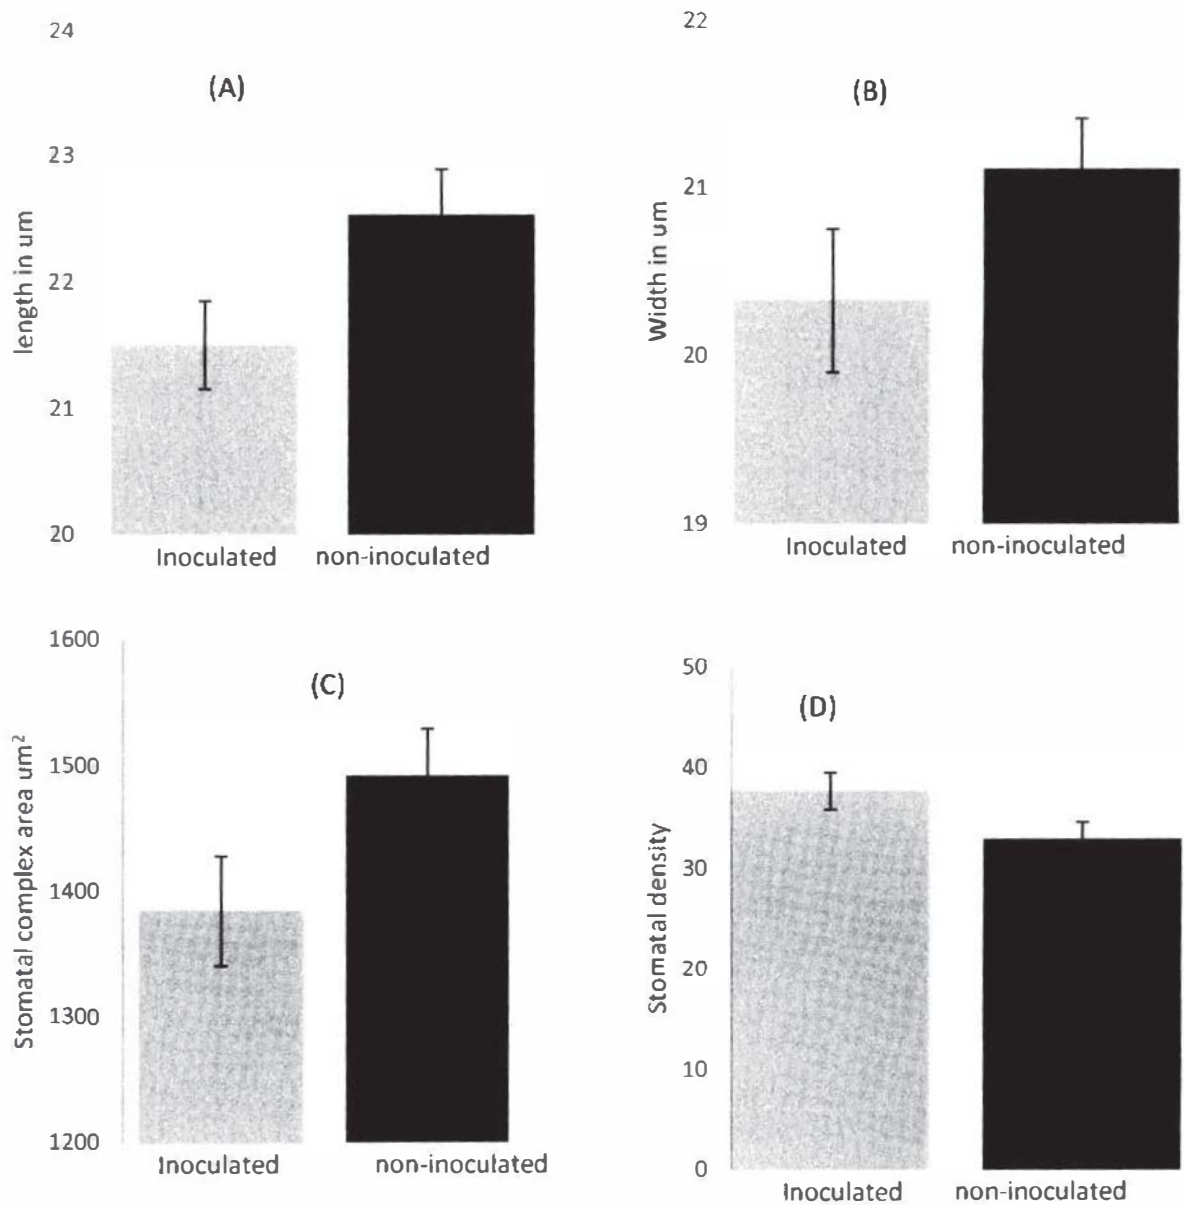 24
(A)
23
22
21
20
length in um
Inoculated non-inoculated
22
(B)
21
20
19
Width in um
Inoculated non-inoculated
1600
(C)
1500
1400
1300
1200
Stomatal complex area um²
Inoculated non-inoculated
50
(D)
40
30
20
10
0
Stomatal density
Inoculated non-inoculated